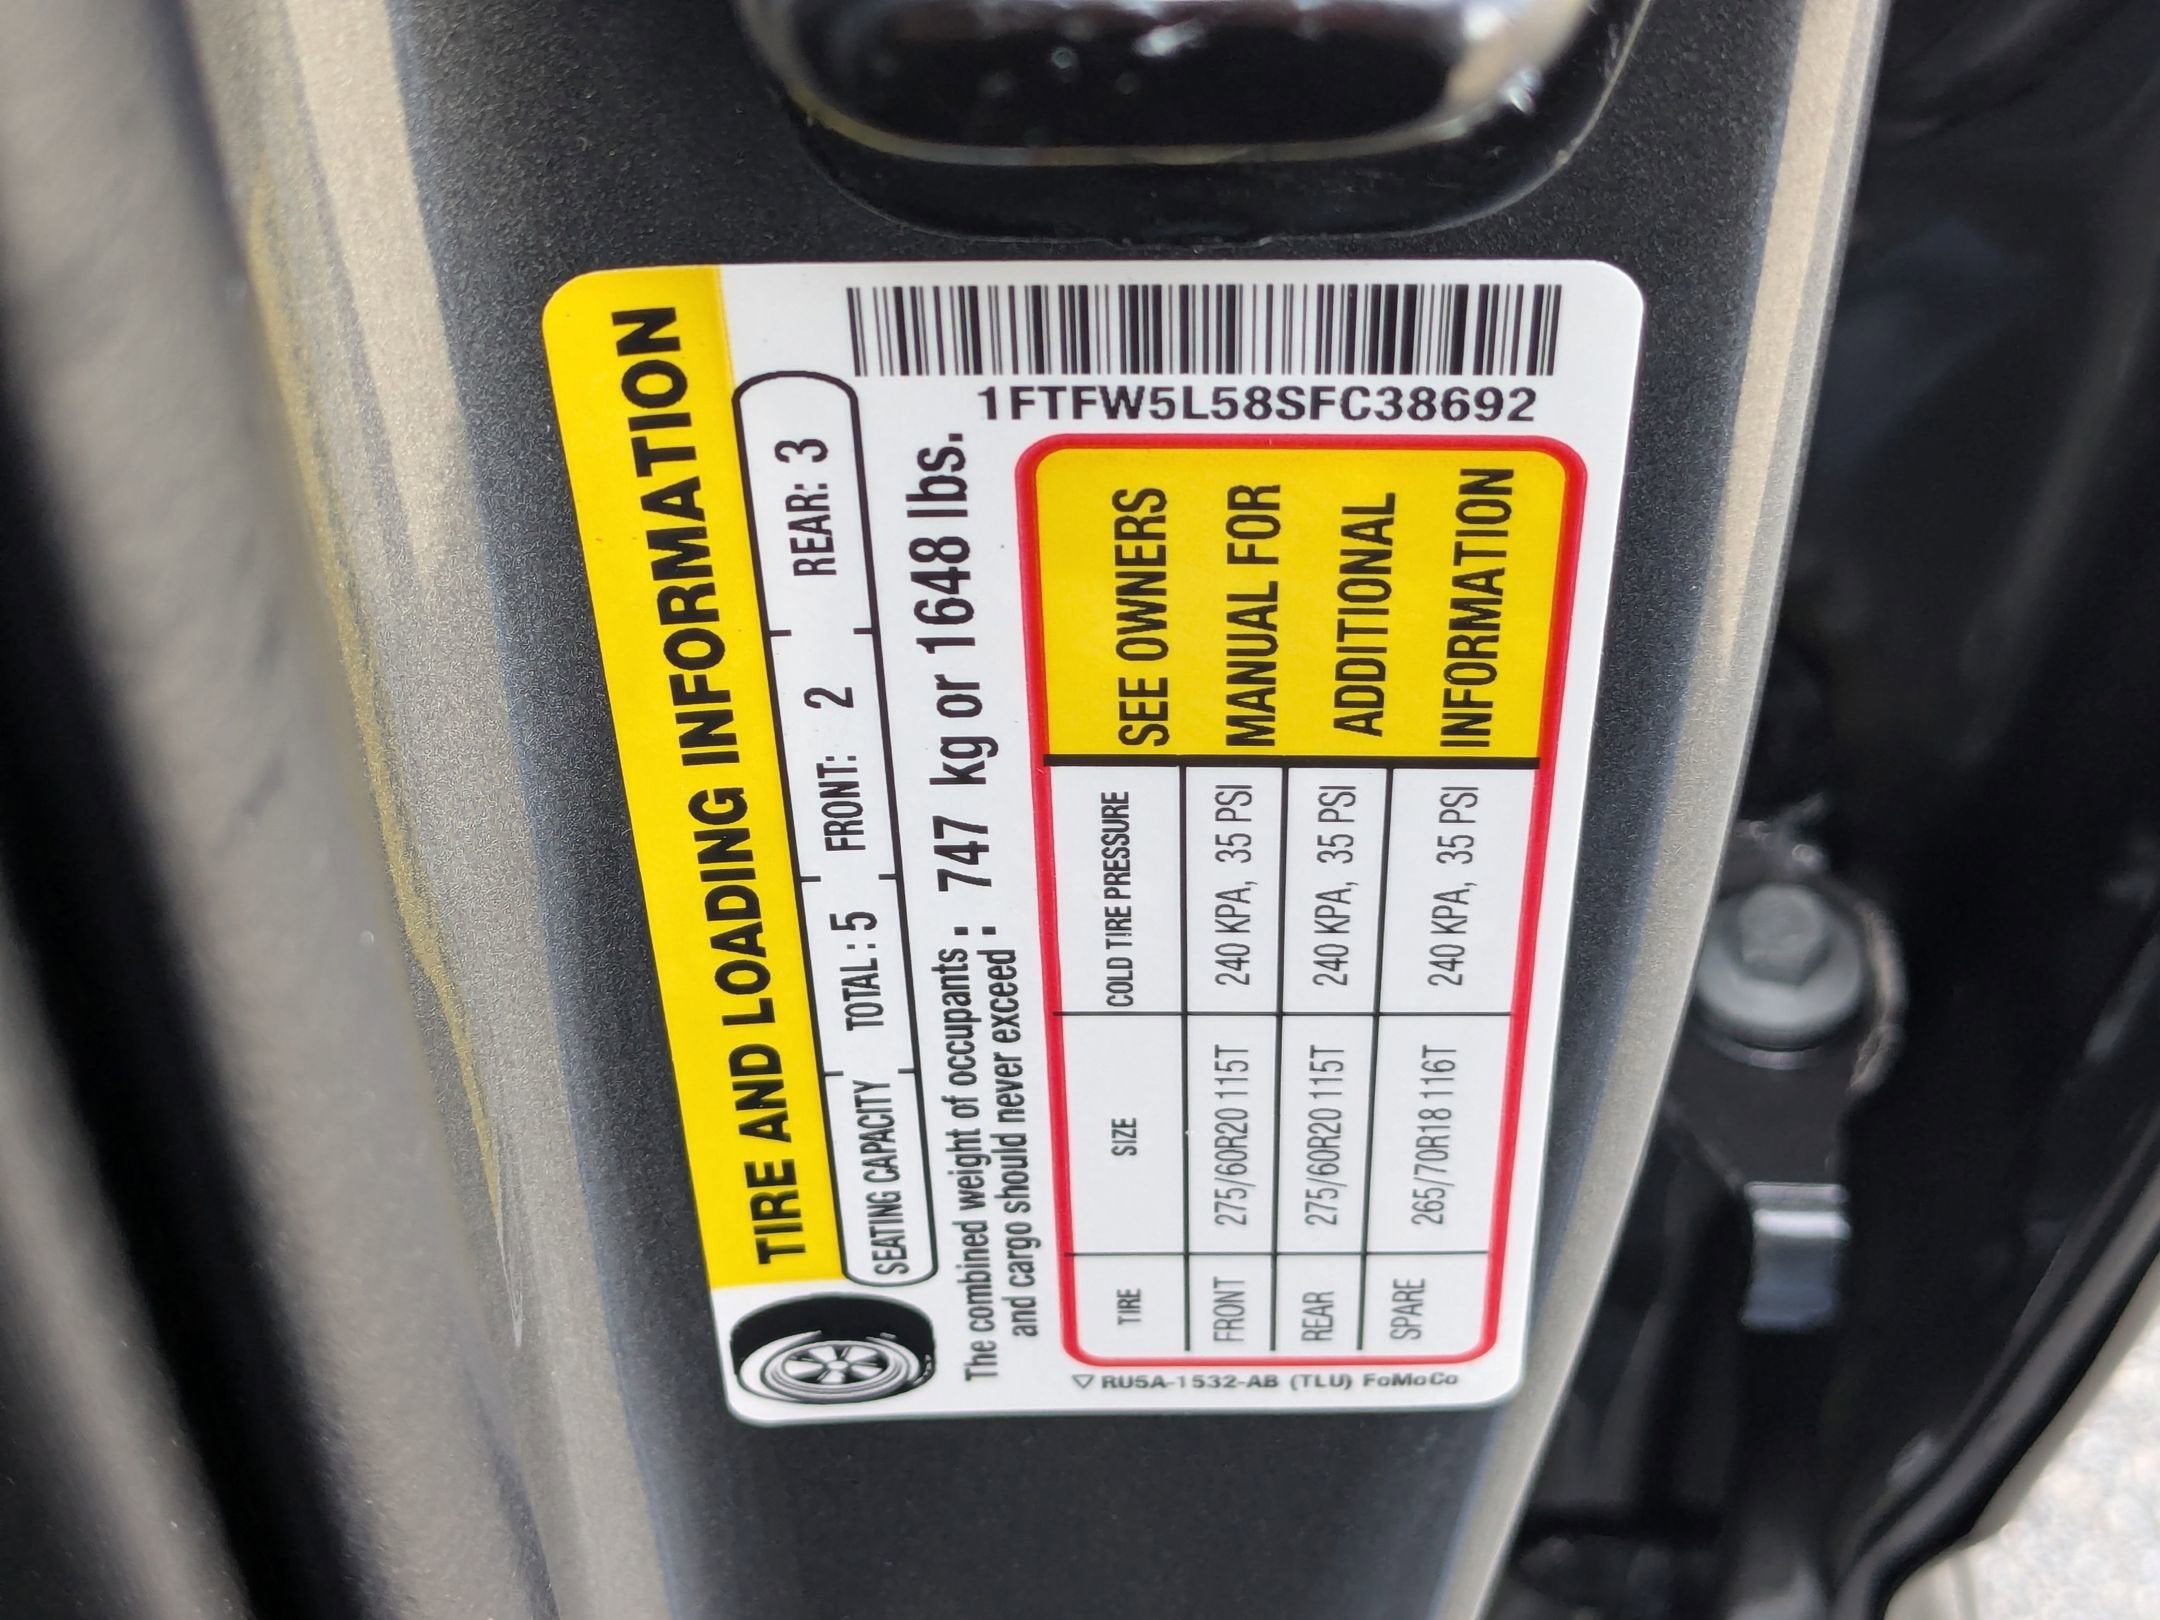 TIRE AND LOADING INFORMATION
SEATING CAPACITY TOTAL: 5 FRONT: 2 REAR: 3
The combined weight of occupants
and cargo should never exceed : 747 kg or 1648 lbs.
TIRE SIZE COLD TIRE PRESSURE
FRONT 275/60R20 115T 240 KPA, 35 PSI
REAR 275/60R20 115T 240 KPA, 35 PSI
SPARE 265/70R18 116T 240 KPA, 35 PSI
SEE OWNERS
MANUAL FOR
ADDITIONAL
INFORMATION
1FTFW5L58SFC38692
RU5A-1532-AB (TLU) FoMoCo